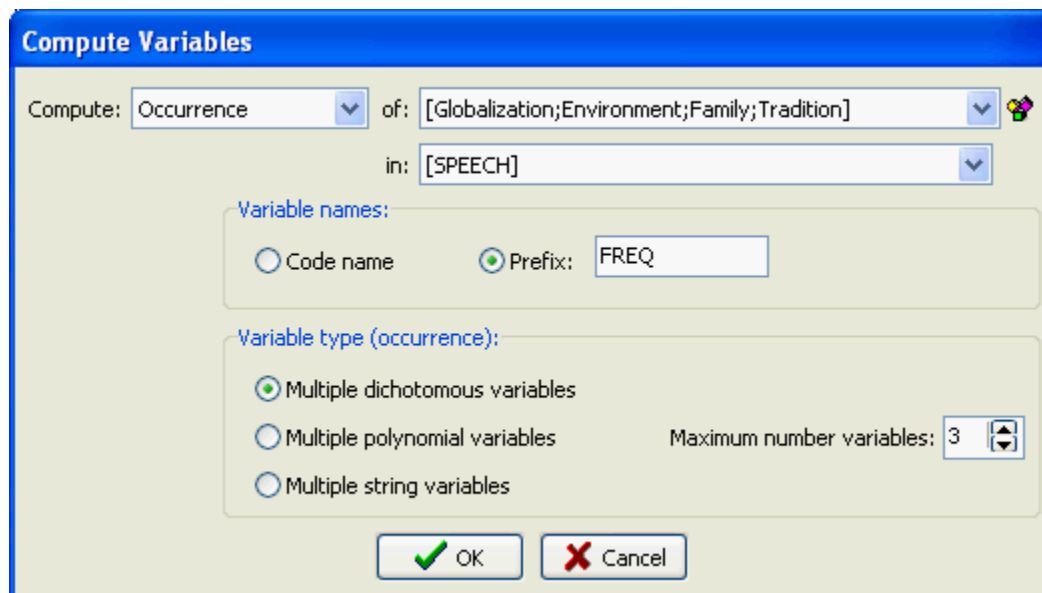 Compute Variables
Compute: Occurrence of: [Globalization;Environment;Family;Tradition]
in: [SPEECH]
Variable names:
Code name Prefix: FREQ
Variable type (occurrence):
Multiple dichotomous variables
Multiple polynomial variables Maximum number variables: 3
Multiple string variables
OK Cancel